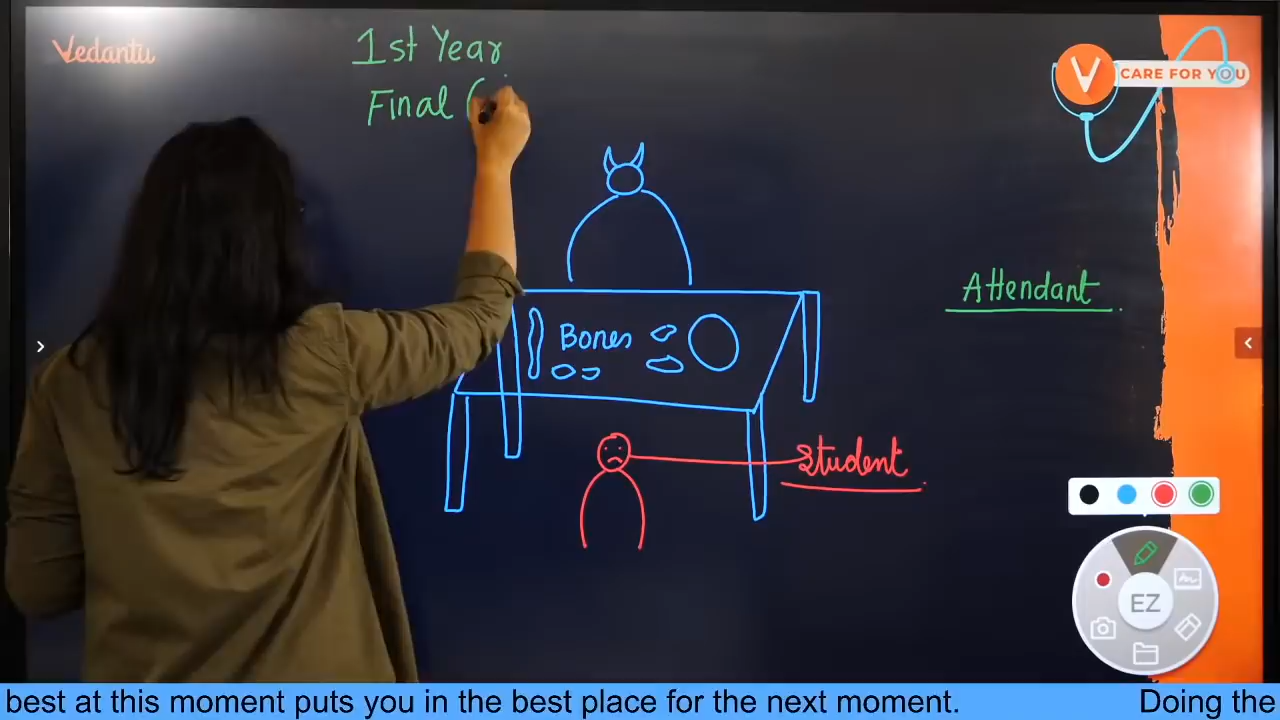 Vedantu
1st Year
Final (
V CARE FOR YOU
Attendant
Bones
Student
EZ
best at this moment puts you in the best place for the next moment. Doing the